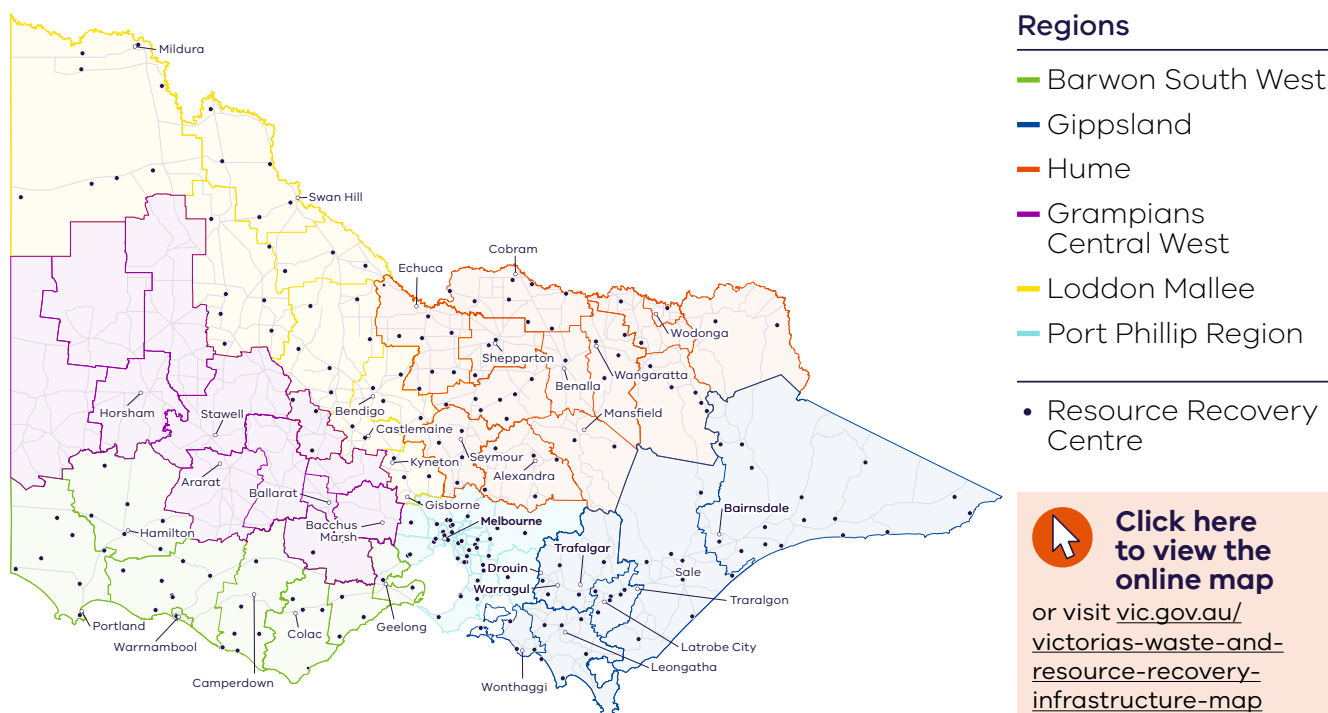 Mildura
Swan Hill
Cobram
Echuca
Wodonga
Shepparton
Wangaratta
Benalla
Horsham
Stawell
Bendigo
Mansfield
Castlemaine
Kyneton
Seymour
Alexandra
Ararat
Ballarat
Gisborne
Bacchus
Marsh
Melbourne
Bairnsdale
Hamilton
Trafalgar
Drouin
Sale
Warragul
Traralgon
Portland
Geelong
Colac
Warrnambool
Latrobe City
Leongatha
Camperdown
Wonthaggi
Regions
Barwon South West
Gippsland
Hume
Grampians
Central West
Loddon Mallee
Port Phillip Region
Resource Recovery
Centre
Click here
to view the
online map
or visit vic.gov.au/
victorias-waste-and-
resource-recovery-
infrastructure-map